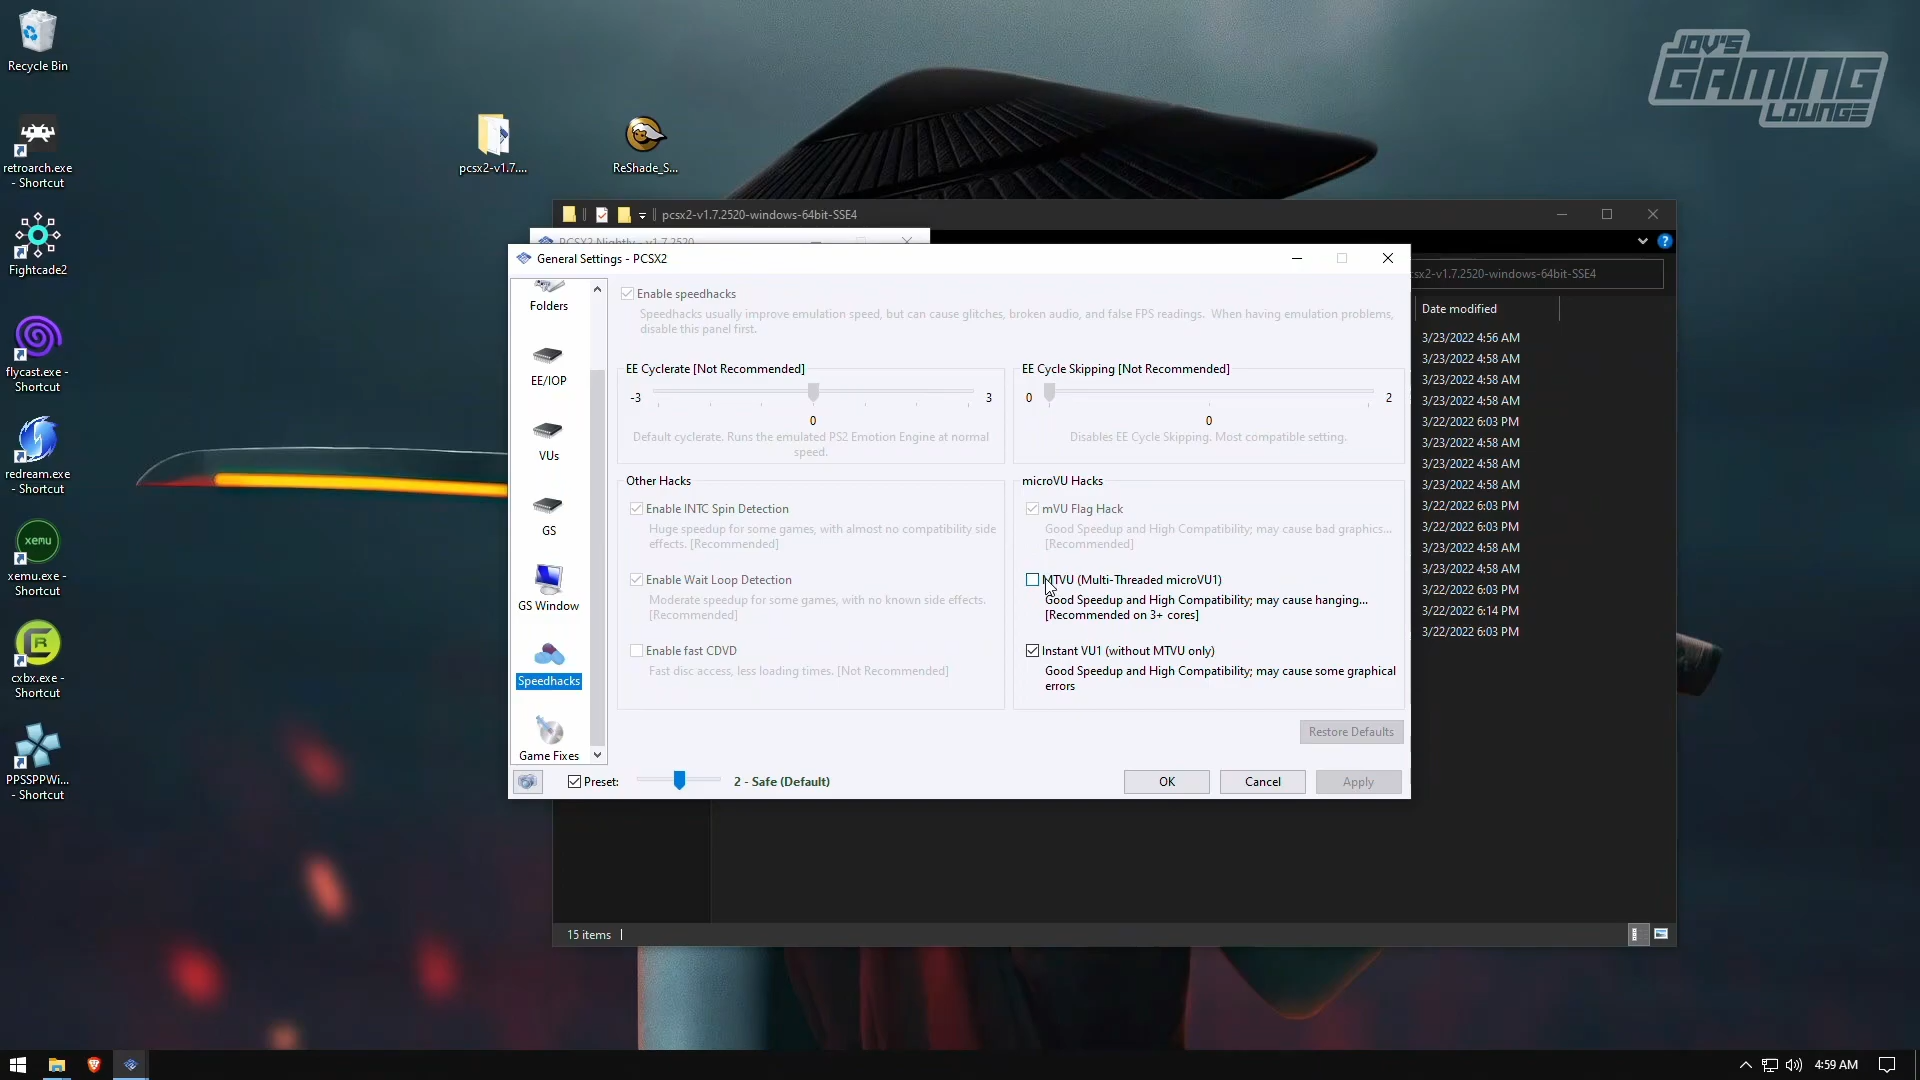 Recycle Bin
retroarch.exe
- Shortcut
Fightcade2
flycast.exe -
Shortcut
redream.exe
- Shortcut
xemu
xemu.exe -
Shortcut
cxbx.exe -
Shortcut
PPSSPPWi...
- Shortcut
pcsx2-v1.7....
ReShade_S...
JOV'S
GAMING
LOUNGE
pcsx2-v1.7.2520-windows-64bit-SSE4
PCSX2 Nightly - v1.7.2520
General Settings - PCSX2
csx2-v1.7.2520-windows-64bit-SSE4
Folders
EE/IOP
VUs
GS
GS Window
Speedhacks
Game Fixes
Enable speedhacks
Speedhacks usually improve emulation speed, but can cause glitches, broken audio, and false FPS readings. When having emulation problems,
disable this panel first.
EE Cyclerate [Not Recommended]
-3
3
0
Default cyclerate. Runs the emulated PS2 Emotion Engine at normal
speed.
EE Cycle Skipping [Not Recommended]
0
2
0
Disables EE Cycle Skipping. Most compatible setting.
Other Hacks
Enable INTC Spin Detection
Huge speedup for some games, with almost no compatibility side
effects. [Recommended]
Enable Wait Loop Detection
Moderate speedup for some games, with no known side effects.
[Recommended]
Enable fast CDVD
Fast disc access, less loading times. [Not Recommended]
microVU Hacks
mVU Flag Hack
Good Speedup and High Compatibility; may cause bad graphics...
[Recommended]
MTVU (Multi-Threaded microVU1)
Good Speedup and High Compatibility; may cause hanging...
[Recommended on 3+ cores]
Instant VU1 (without MTVU only)
Good Speedup and High Compatibility; may cause some graphical
errors
Restore Defaults
Preset:
2 - Safe (Default)
OK
Cancel
Apply
Date modified
3/23/2022 4:56 AM
3/23/2022 4:58 AM
3/23/2022 4:58 AM
3/23/2022 4:58 AM
3/22/2022 6:03 PM
3/23/2022 4:58 AM
3/23/2022 4:58 AM
3/23/2022 4:58 AM
3/22/2022 6:03 PM
3/22/2022 6:03 PM
3/23/2022 4:58 AM
3/23/2022 4:58 AM
3/22/2022 6:03 PM
3/22/2022 6:14 PM
3/22/2022 6:03 PM
15 items
4:59 AM